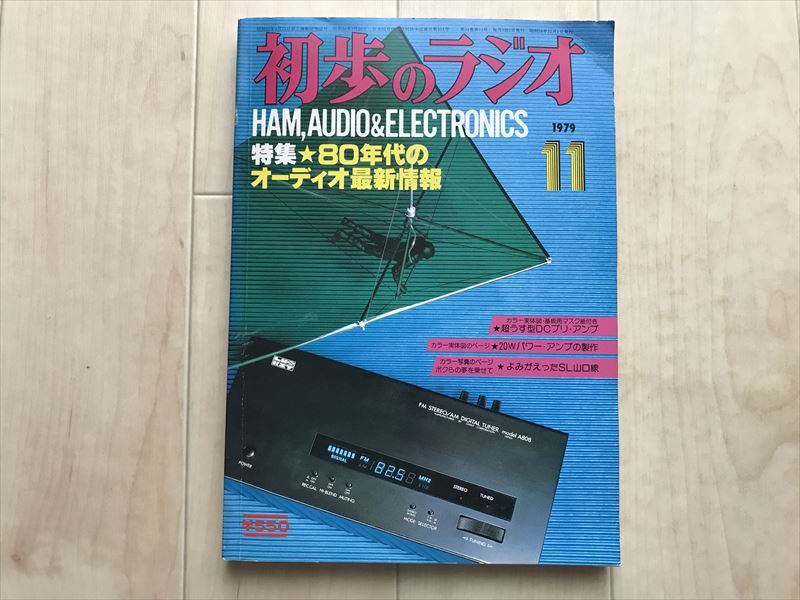 初歩のラジオ
HAM, AUDIO&ELECTRONICS
1979
11
特集★80年代の
オーディオ最新情報
カラー実体図・基板用マスク紙付き
★超うす型DCプリ・アンプ
カラー実体図のページ★20Wパワー・アンプの製作
カラー写真のページ
ボクらの夢を乗せて★よみがえったSL山口線
FM STEREO/AM DIGITAL TUNER model A808
POWER
SIGNAL
FM
82.5
MHz
STEREO
TUNED
REC.CAL
FM-BLEND
MUTING
MODE
SELECTOR
TUNING
¥550